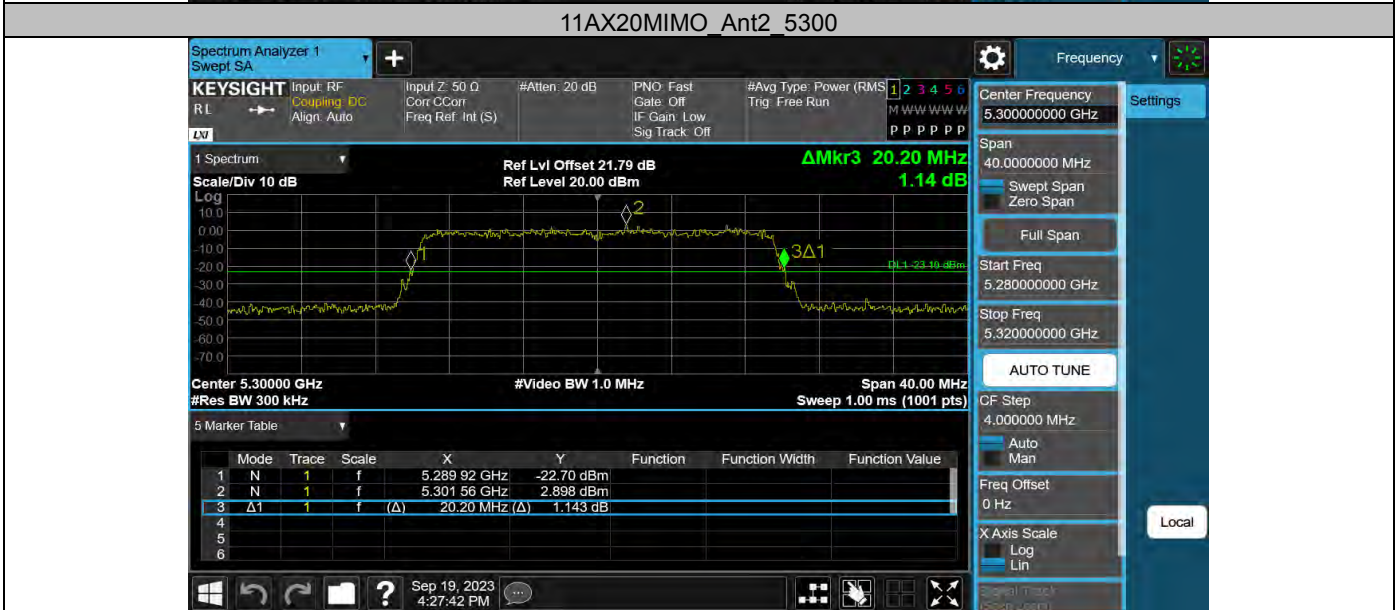 11AX20MIMO_Ant2_5300
Spectrum Analyzer 1
Swept SA
+
Frequency
KEYSIGHT
RL
LXI
Input: RF
Coupling: DC
Align: Auto
Input Z: 50 Ω
Corr CCorr
Freq Ref: Int (S)
#Atten: 20 dB
PNO: Fast
Gate: Off
IF Gain: Low
Sig Track: Off
#Avg Type: Power (RMS
Trig: Free Run
1 2 3 4 5 6
M W W W W W
P P P P P P
Center Frequency
5.300000000 GHz
Settings
1 Spectrum
Scale/Div 10 dB
Ref Lvl Offset 21.79 dB
Ref Level 20.00 dBm
ΔMkr3 20.20 MHz
1.14 dB
Span
40.0000000 MHz
Swept Span
Zero Span
Full Span
Log
10.0
0.00
-10.0
-20.0
-30.0
-40.0
-50.0
-60.0
-70.0
1
2
3Δ1
DL1 -23.10 dBm
Start Freq
5.280000000 GHz
Stop Freq
5.320000000 GHz
AUTO TUNE
Center 5.30000 GHz
#Res BW 300 kHz
#Video BW 1.0 MHz
Span 40.00 MHz
Sweep 1.00 ms (1001 pts)
CF Step
4.000000 MHz
Auto
Man
5 Marker Table
Mode Trace Scale X Y Function Function Width Function Value
1 N 1 f 5.289 92 GHz -22.70 dBm
2 N 1 f 5.301 56 GHz 2.898 dBm
3 Δ1 1 f (Δ) 20.20 MHz (Δ) 1.143 dB
4
5
6
Freq Offset
0 Hz
Local
X Axis Scale
Log
Lin
?
Sep 19, 2023
4:27:42 PM
Signal Track